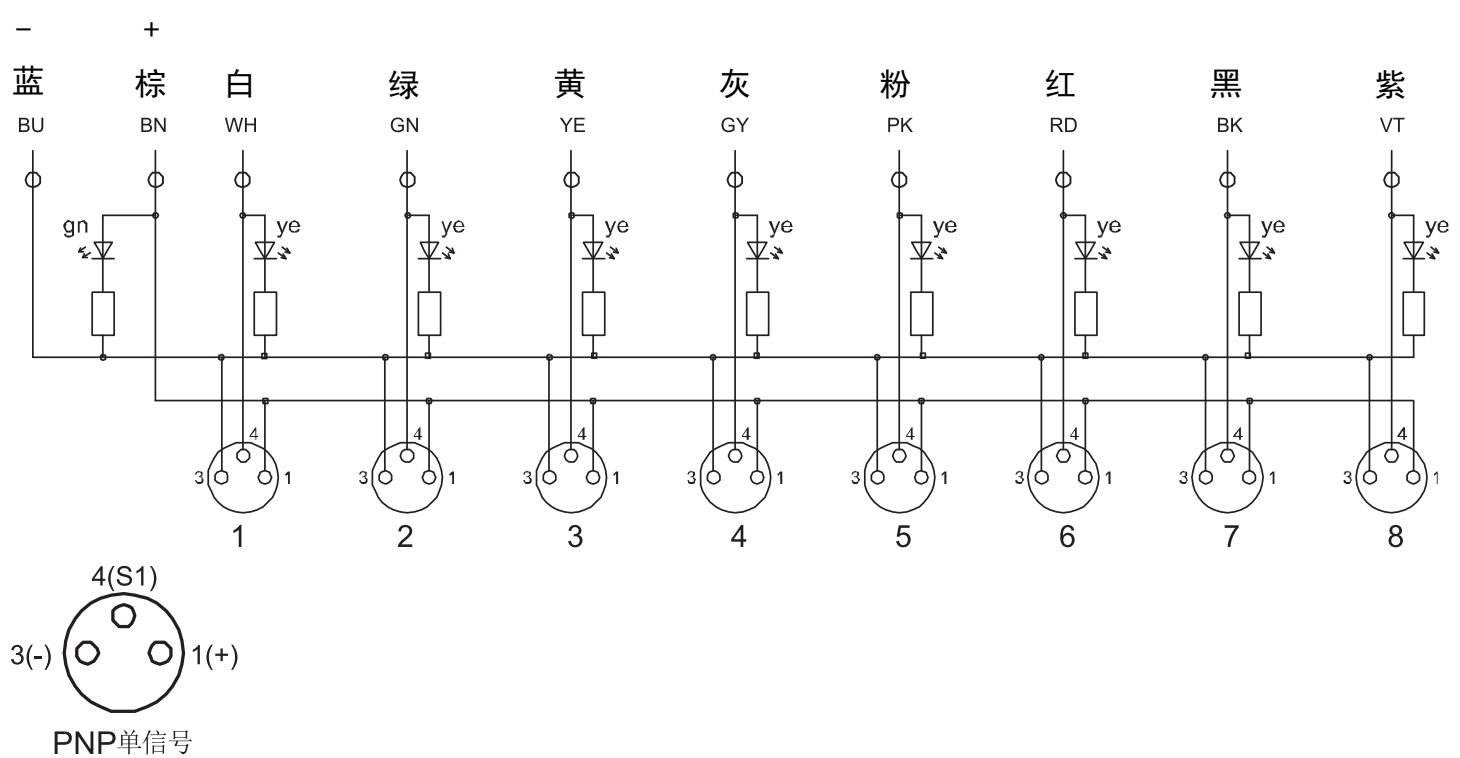 − +
蓝 棕 白 绿 黄 灰 粉 红 黑 紫
BU BN WH GN YE GY PK RD BK VT
gn ye ye ye ye ye ye ye ye
4 4 4 4 4 4 4 4
3 1 3 1 3 1 3 1 3 1 3 1 3 1 3 1
1 2 3 4 5 6 7 8
4(S1)
3(-) 1(+)
PNP单信号